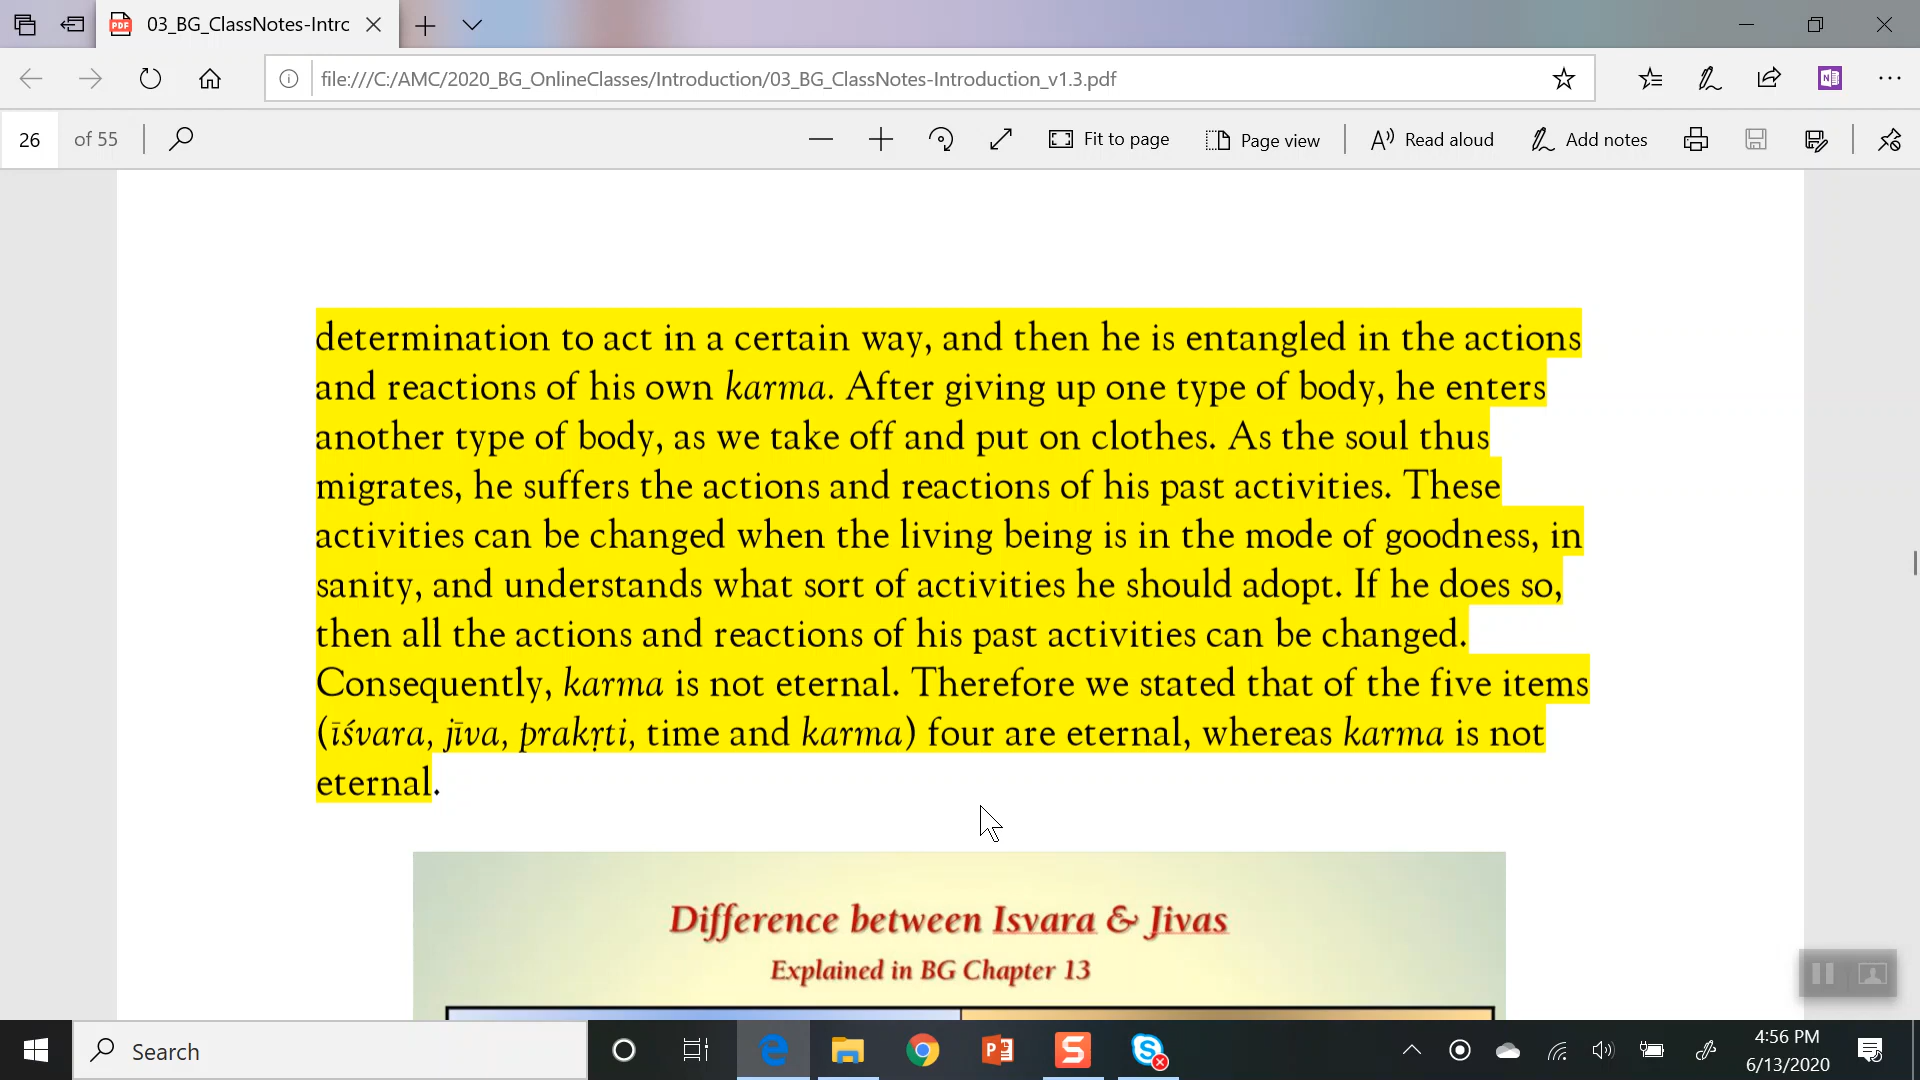 03_BG_ClassNotes-Intro
file:///C:/AMC/2020_BG_OnlineClasses/Introduction/03_BG_ClassNotes-Introduction_v1.3.pdf
26 of 55
Fit to page
Page view
Read aloud
Add notes
determination to act in a certain way, and then he is entangled in the actions
and reactions of his own karma. After giving up one type of body, he enters
another type of body, as we take off and put on clothes. As the soul thus
migrates, he suffers the actions and reactions of his past activities. These
activities can be changed when the living being is in the mode of goodness, in
sanity, and understands what sort of activities he should adopt. If he does so,
then all the actions and reactions of his past activities can be changed.
Consequently, karma is not eternal. Therefore we stated that of the five items
(īśvara, jīva, prakṛti, time and karma) four are eternal, whereas karma is not
eternal.
Difference between Isvara & Jivas
Explained in BG Chapter 13
Search
4:56 PM
6/13/2020